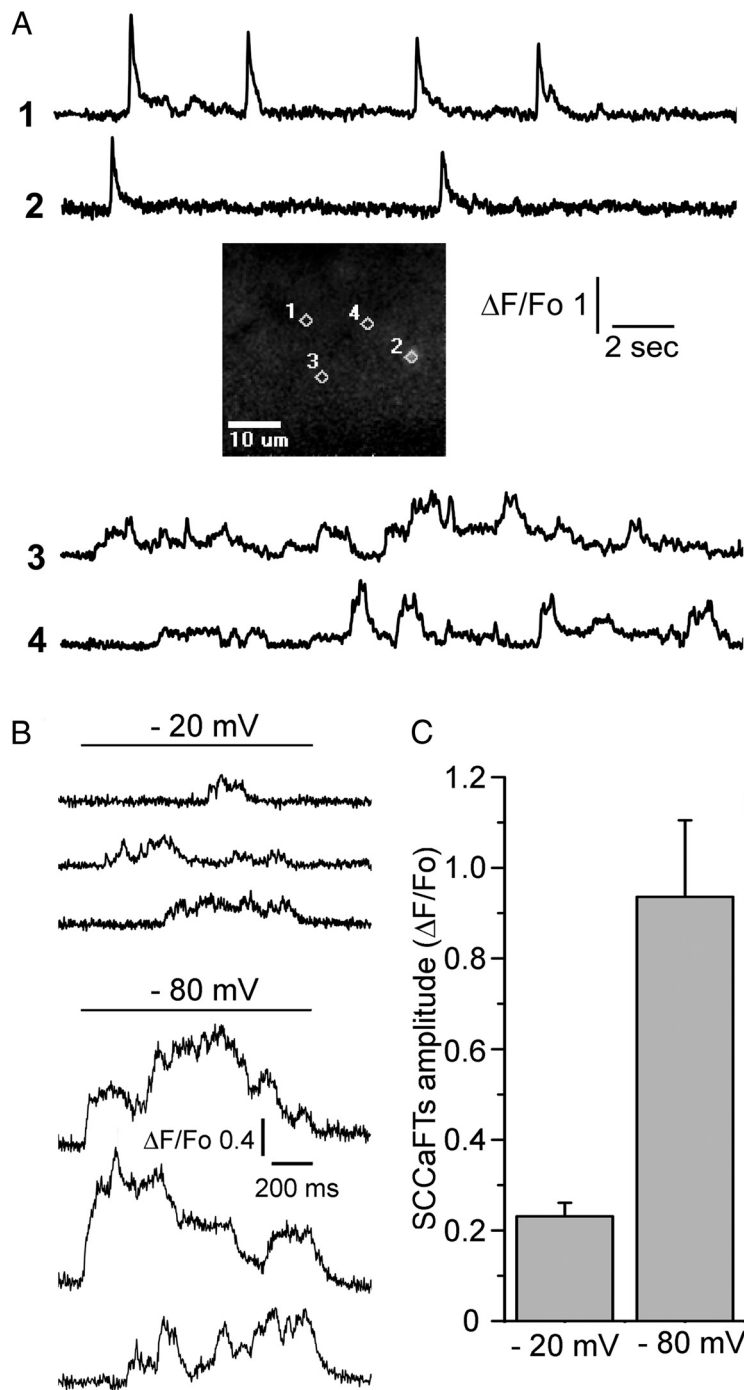 A
1
2
1
4
2
3
10 um
ΔF/Fo 1
2 sec
3
4
B
- 20 mV
- 80 mV
ΔF/Fo 0.4
200 ms
C
SCCaFTs amplitude (ΔF/Fo)
1.2
1.0
0.8
0.6
0.4
0.2
0
- 20 mV
- 80 mV